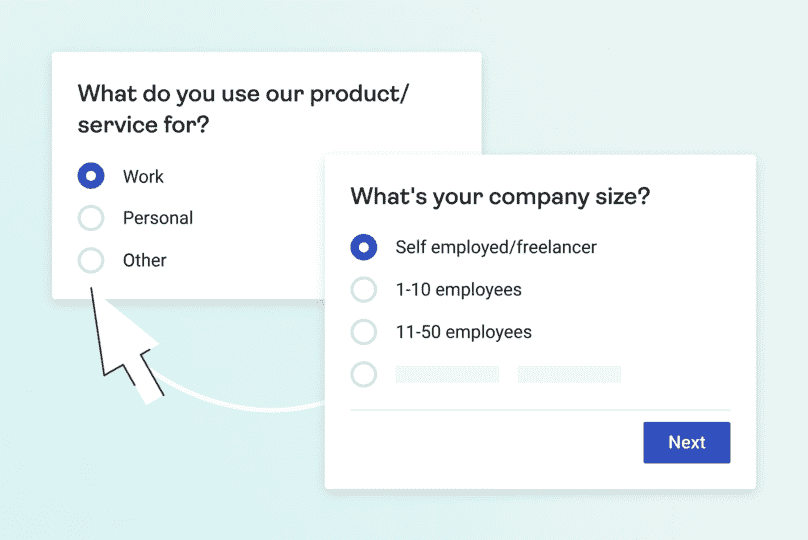 What do you use our product/
service for?
Work
Personal
Other
What's your company size?
Self employed/freelancer
1-10 employees
11-50 employees
Next